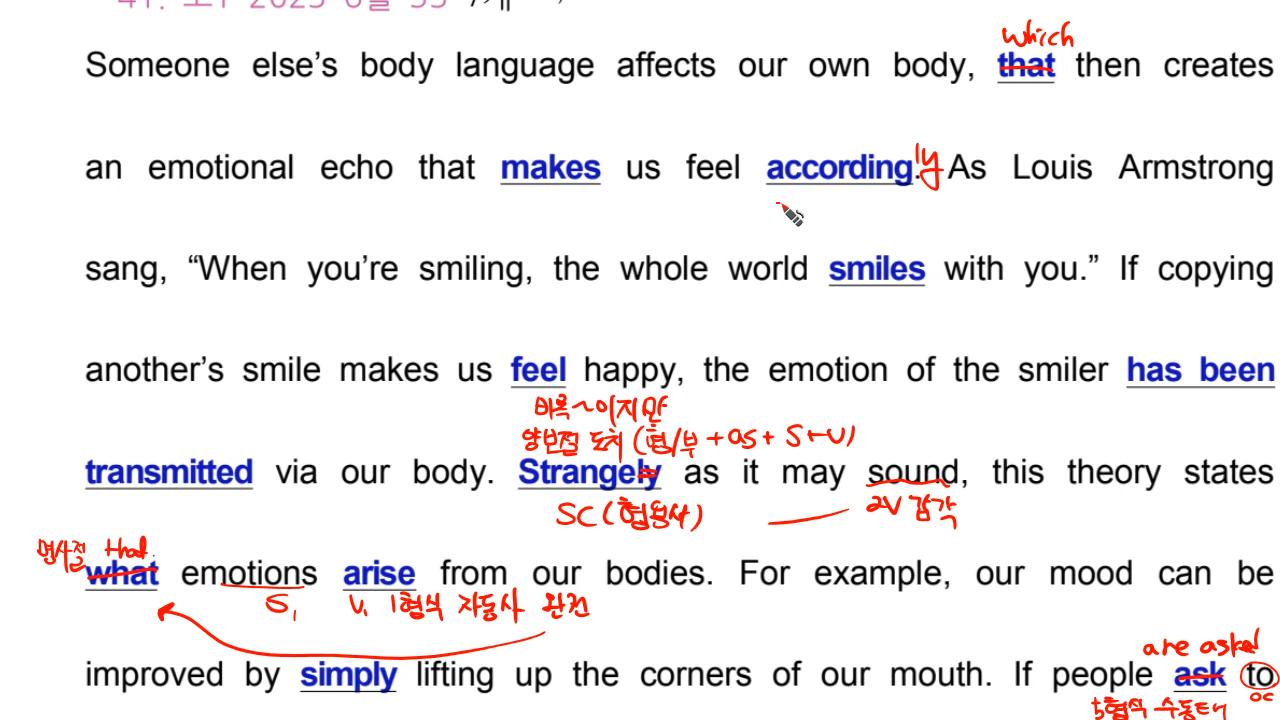 which
Someone else’s body language affects our own body, that then creates
an emotional echo that makes us feel according.ly As Louis Armstrong
sang, “When you’re smiling, the whole world smiles with you.” If copying
another’s smile makes us feel happy, the emotion of the smiler has been
비록~이지만
양보절 도치 (형/부 + as + S + V)
transmitted via our body. Strangely as it may sound, this theory states
SC (형용사) 2V 감각
명사절 that
what emotions arise from our bodies. For example, our mood can be
S₁ V₁ 1형식 자동사 완전
are asked
improved by simply lifting up the corners of our mouth. If people ask to
5형식 수동태 OC